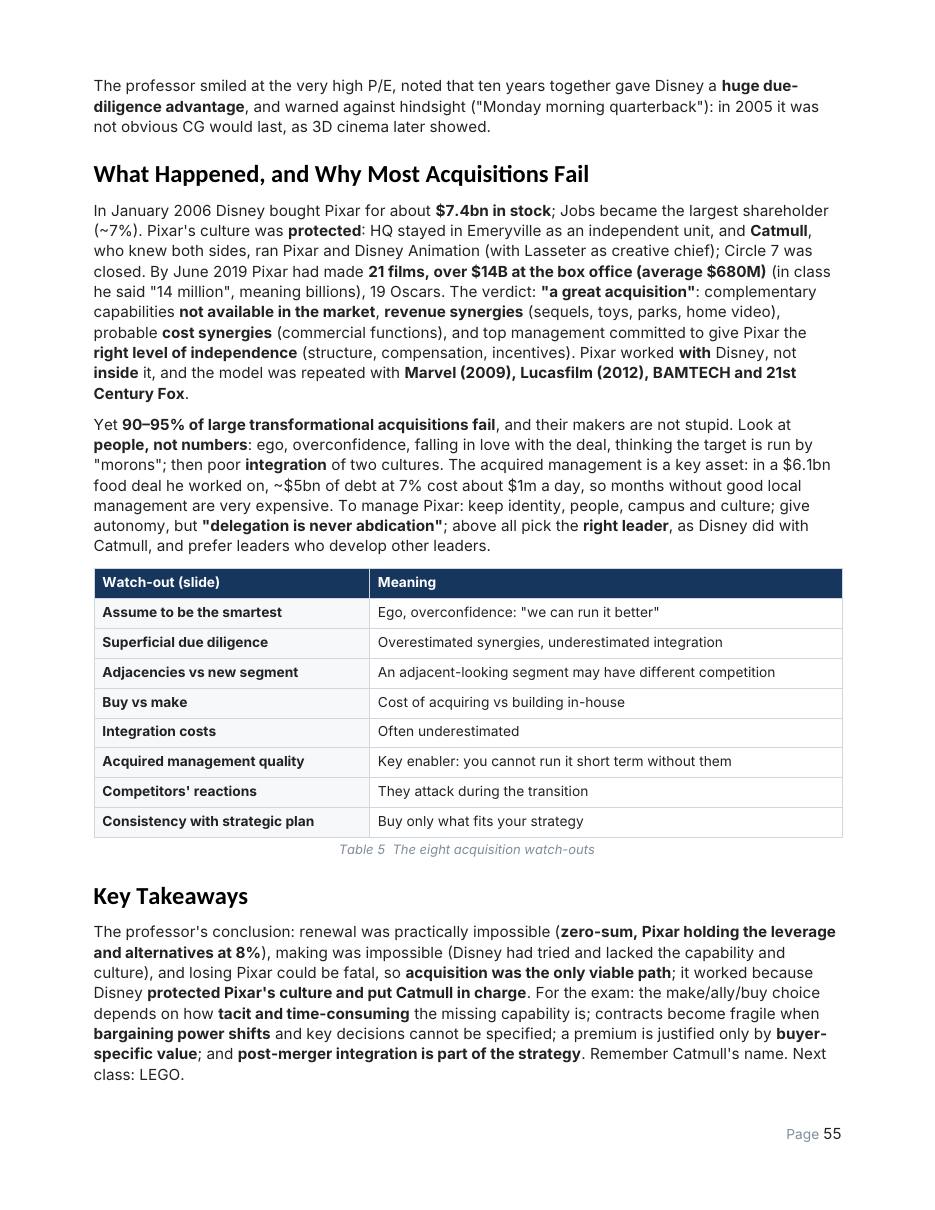 The professor smiled at the very high P/E, noted that ten years together gave Disney a huge due-
diligence advantage, and warned against hindsight ("Monday morning quarterback"): in 2005 it was
not obvious CG would last, as 3D cinema later showed.
What Happened, and Why Most Acquisitions Fail
In January 2006 Disney bought Pixar for about $7.4bn in stock; Jobs became the largest shareholder
(~7%). Pixar's culture was protected: HQ stayed in Emeryville as an independent unit, and Catmull,
who knew both sides, ran Pixar and Disney Animation (with Lasseter as creative chief); Circle 7 was
closed. By June 2019 Pixar had made 21 films, over $14B at the box office (average $680M) (in class
he said "14 million", meaning billions), 19 Oscars. The verdict: "a great acquisition": complementary
capabilities not available in the market, revenue synergies (sequels, toys, parks, home video),
probable cost synergies (commercial functions), and top management committed to give Pixar the
right level of independence (structure, compensation, incentives). Pixar worked with Disney, not
inside it, and the model was repeated with Marvel (2009), Lucasfilm (2012), BAMTECH and 21st
Century Fox.
Yet 90–95% of large transformational acquisitions fail, and their makers are not stupid. Look at
people, not numbers: ego, overconfidence, falling in love with the deal, thinking the target is run by
"morons"; then poor integration of two cultures. The acquired management is a key asset: in a $6.1bn
food deal he worked on, ~$5bn of debt at 7% cost about $1m a day, so months without good local
management are very expensive. To manage Pixar: keep identity, people, campus and culture; give
autonomy, but "delegation is never abdication"; above all pick the right leader, as Disney did with
Catmull, and prefer leaders who develop other leaders.
Watch-out (slide) Meaning
Assume to be the smartest Ego, overconfidence: "we can run it better"
Superficial due diligence Overestimated synergies, underestimated integration
Adjacencies vs new segment An adjacent-looking segment may have different competition
Buy vs make Cost of acquiring vs building in-house
Integration costs Often underestimated
Acquired management quality Key enabler: you cannot run it short term without them
Competitors' reactions They attack during the transition
Consistency with strategic plan Buy only what fits your strategy
Table 5 The eight acquisition watch-outs
Key Takeaways
The professor's conclusion: renewal was practically impossible (zero-sum, Pixar holding the leverage
and alternatives at 8%), making was impossible (Disney had tried and lacked the capability and
culture), and losing Pixar could be fatal, so acquisition was the only viable path; it worked because
Disney protected Pixar's culture and put Catmull in charge. For the exam: the make/ally/buy choice
depends on how tacit and time-consuming the missing capability is; contracts become fragile when
bargaining power shifts and key decisions cannot be specified; a premium is justified only by buyer-
specific value; and post-merger integration is part of the strategy. Remember Catmull's name. Next
class: LEGO.
Page 55